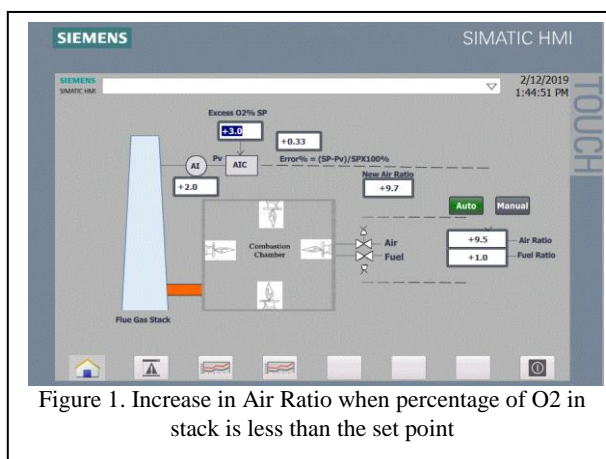 SIEMENS
SIMATIC HMI
SIEMENS
SIMATIC HMI
2/12/2019
1:44:51 PM
TOUCH
Excess O2% SP
+3.0
+0.33
AI
Pv
AIC
Error% = (SP-Pv)/SPX100%
+2.0
New Air Ratio
+9.7
Auto
Manual
Combustion
Chamber
Air
Fuel
+9.5
Air Ratio
+1.0
Fuel Ratio
Flue Gas Stack
Figure 1. Increase in Air Ratio when percentage of O2 in
stack is less than the set point